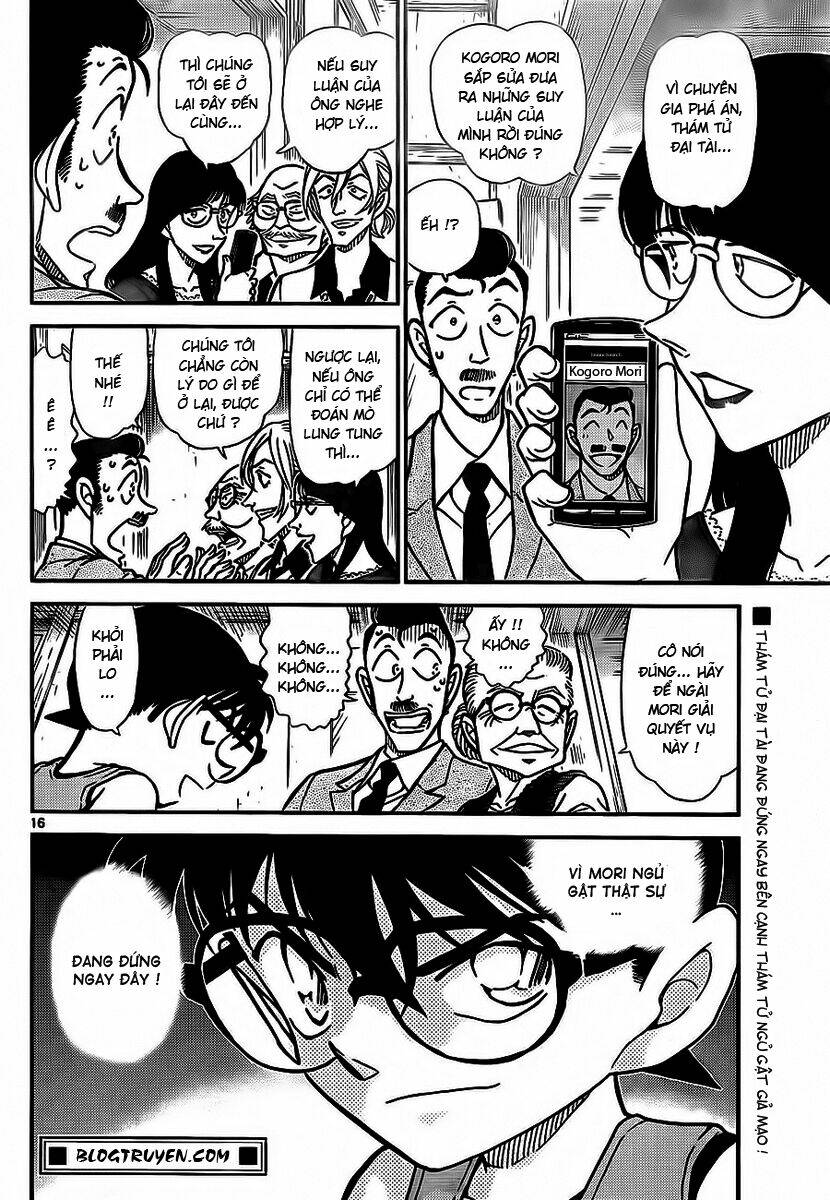 THÌ CHÚNG
TÔI SẼ Ở
LẠI ĐÂY ĐẾN
CÙNG...
NẾU SUY
LUẬN CỦA
ÔNG NGHE
HỢP LÝ...
KOGORO MORI
SẮP SỬA ĐƯA
RA NHỮNG SUY
LUẬN CỦA
MÌNH RỒI ĐÚNG
KHÔNG ?
VÌ CHUYÊN
GIA PHÁ ÁN,
THÁM TỬ
ĐẠI TÀI...
ẾH !?
Kogoro Mori
Ê
Ê
...?
THẾ
NHÉ
!!
CHÚNG TÔI
CHẲNG CÒN
LÝ DO GÌ ĐỂ
Ở LẠI, ĐƯỢC
CHỨ ?
NGƯỢC LẠI,
NẾU ÔNG
CHỈ CÓ THỂ
ĐOÁN MÒ
LUNG TUNG
THÌ...
KHỎI
PHẢI
LO
...
KHÔNG...
KHÔNG...
KHÔNG...
ẤY !!
KHÔNG
...
CÔ NÓI
ĐÚNG... HÃY
ĐỂ NGÀI
MORI GIẢI
QUYẾT VỤ
NÀY !
16
VÌ MORI NGỦ
GẬT THẬT SỰ
...
ĐANG ĐỨNG
NGAY ĐÂY !
THÁM TỬ ĐẠI TÀI ĐANG ĐỨNG NGAY BÊN CẠNH THÁM TỬ NGỦ GẬT GIẢ MẠO !
BLOGTRUYEN.COM